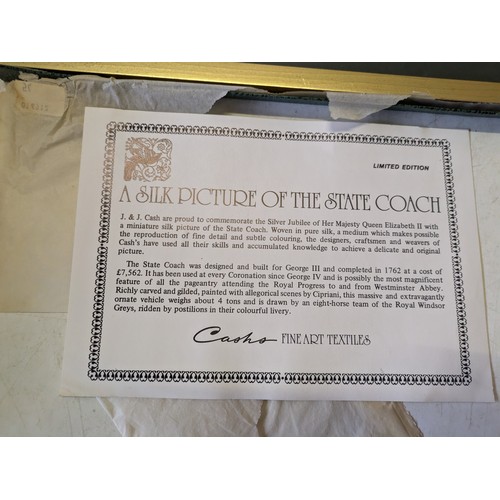 LIMITED EDITION
A SILK PICTURE OF THE STATE COACH
J. & J. Cash are proud to commemorate the Silver Jubilee of Her Majesty Queen Elizabeth II with
a miniature silk picture of the State Coach. Woven in pure silk, a medium which makes possible
the reproduction of fine detail and subtle colouring, the designers, craftsmen and weavers of
Cash's have used all their skills and accumulated knowledge to achieve a delicate and original
picture.
The State Coach was designed and built for George III and completed in 1762 at a cost of
£7,562. It has been used at every Coronation since George IV and is possibly the most magnificent
feature of all the pageantry attending the Royal Progress to and from Westminster Abbey.
Richly carved and gilded, painted with allegorical scenes by Cipriani, this massive and extravagantly
ornate vehicle weighs about 4 tons and is drawn by an eight-horse team of the Royal Windsor
Greys, ridden by postilions in their colourful livery.
Cash's FINE ART TEXTILES